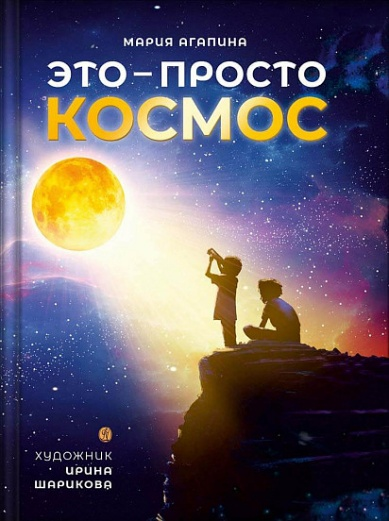 МАРИЯ АГАПИНА
ЭТО – ПРОСТО
КОСМОС
ХУДОЖНИК
ИРИНА
ШАРИКОВА